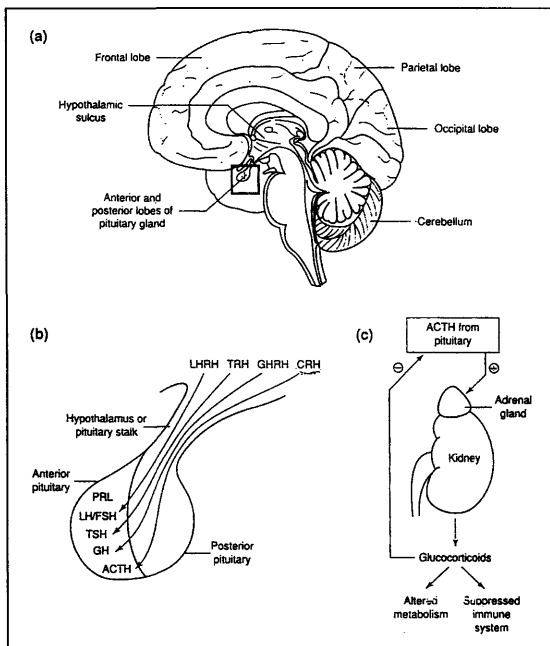 (a)
Frontal lobe
Parietal lobe
Hypothalamic
sulcus
Occipital lobe
Anterior and
posterior lobes of
pituitary gland
Cerebellum
(b)
LHRH TRH GHRH CRH
Hypothalamus or
pituitary stalk
Anterior
pituitary
PRL
LH/FSH
TSH
GH
ACTH
Posterior
pituitary
(c)
ACTH from
pituitary
⊖
⊕
Adrenal
gland
Kidney
Glucocorticoids
Altered
metabolism
Suppressed
immune
system